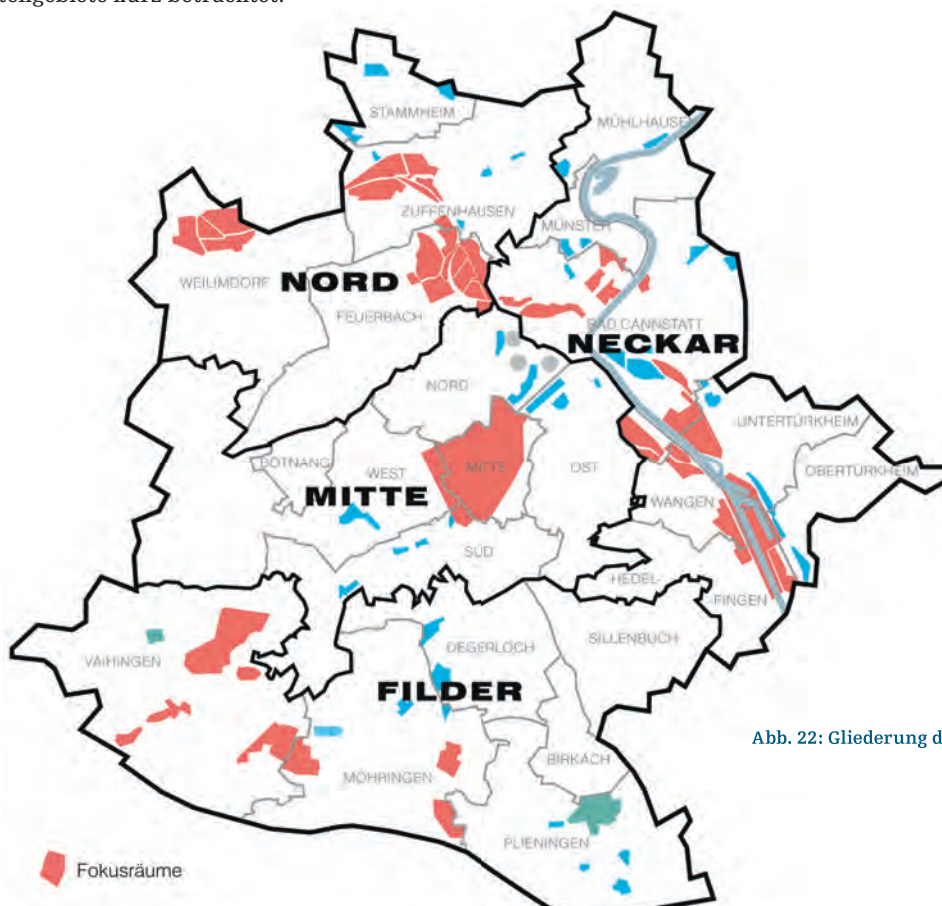 STAMMHEIM
MÜHLHAUSEN
ZUFFENHAUSEN
MÜNSTER
WEILIMDORF
NORD
FEUERBACH
BAD CANNSTATT
NECKAR
NORD
UNTERTÜRKHEIM
BOTNANG
WEST
MITTE
OST
OBERTÜRKHEIM
MITTE
WANGEN
SÜD
HEDEL-
FINGEN
DEGERLOCH
SILLENBUCH
VAIHINGEN
FILDER
Abb. 22: Gliederung d
BIRKACH
MÖHRINGEN
PLIENINGEN
Fokusräume